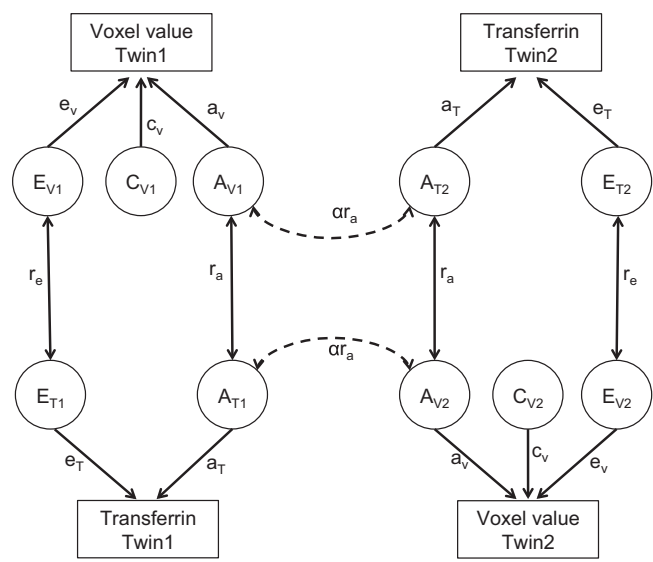 Voxel value
Twin1
Transferrin
Twin2
e_v
c_v
a_v
a_T
e_T
E_V1
C_V1
A_V1
A_T2
E_T2
αr_a
r_e
r_a
r_a
r_e
αr_a
E_T1
A_T1
A_V2
C_V2
E_V2
e_T
a_T
a_v
c_v
e_v
Transferrin
Twin1
Voxel value
Twin2